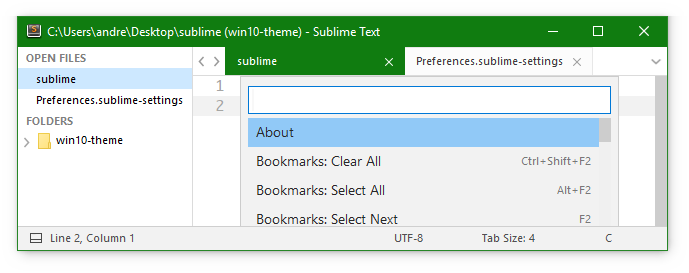 C:\Users\andre\Desktop\sublime (win10-theme) - Sublime Text
OPEN FILES
sublime
Preferences.sublime-settings
FOLDERS
win10-theme
sublime
Preferences.sublime-settings
1
2
About
Bookmarks: Clear All Ctrl+Shift+F2
Bookmarks: Select All Alt+F2
Bookmarks: Select Next F2
Line 2, Column 1 UTF-8 Tab Size: 4 C